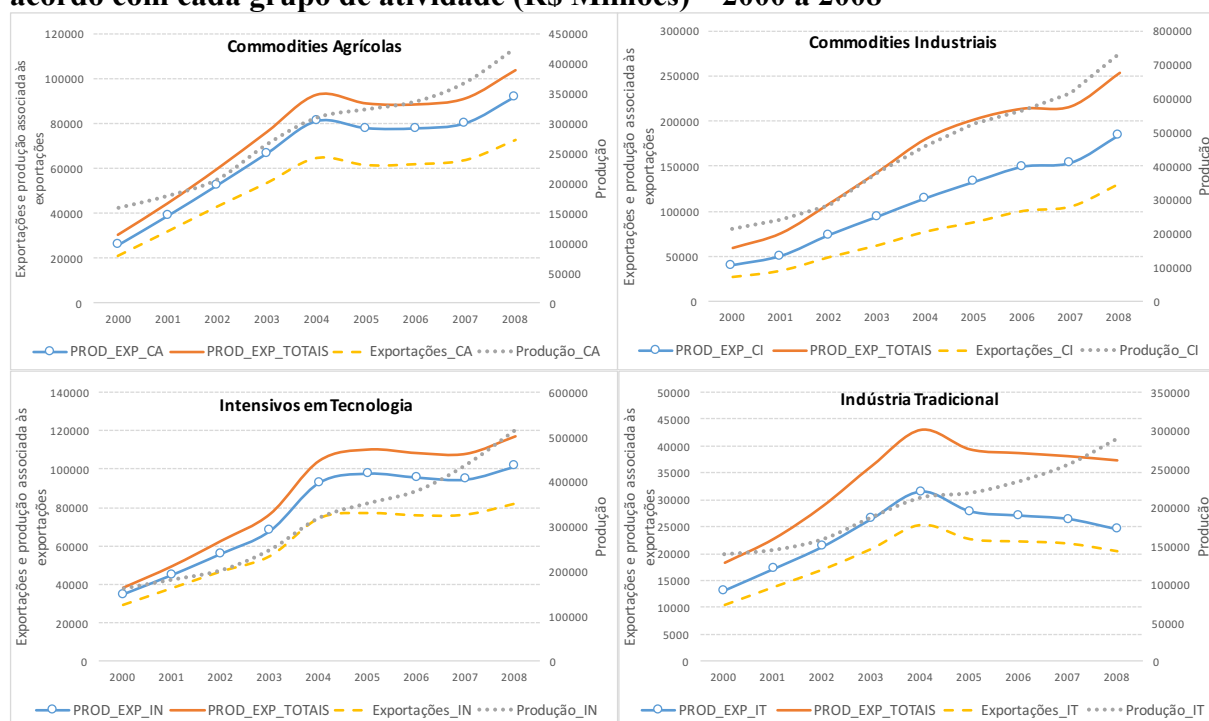 acordo com cada grupo de atividade (R$ Milhões) – 2000 a 2008
Commodities Agrícolas
Exportações e produção associada às
exportações
120000
100000
80000
60000
40000
20000
0
450000
400000
350000
300000
250000
200000
150000
100000
50000
0
Produção
2000 2001 2002 2003 2004 2005 2006 2007 2008
PROD_EXP_CA PROD_EXP_TOTAIS Exportações_CA Produção_CA
Commodities Industriais
Exportações e produção associada às
exportações
300000
250000
200000
150000
100000
50000
0
800000
700000
600000
500000
400000
300000
200000
100000
0
Produção
2000 2001 2002 2003 2004 2005 2006 2007 2008
PROD_EXP_CI PROD_EXP_TOTAIS Exportações_CI Produção_CI
Intensivos em Tecnologia
Exportações e produção associada às
exportações
140000
120000
100000
80000
60000
40000
20000
0
600000
500000
400000
300000
200000
100000
0
Produção
2000 2001 2002 2003 2004 2005 2006 2007 2008
PROD_EXP_IN PROD_EXP_TOTAIS Exportações_IN Produção_IN
Indústria Tradicional
Exportações e produção associada às
exportações
50000
45000
40000
35000
30000
25000
20000
15000
10000
5000
0
350000
300000
250000
200000
150000
100000
50000
0
Produção
2000 2001 2002 2003 2004 2005 2006 2007 2008
PROD_EXP_IT PROD_EXP_TOTAIS Exportações_IT Produção_IT